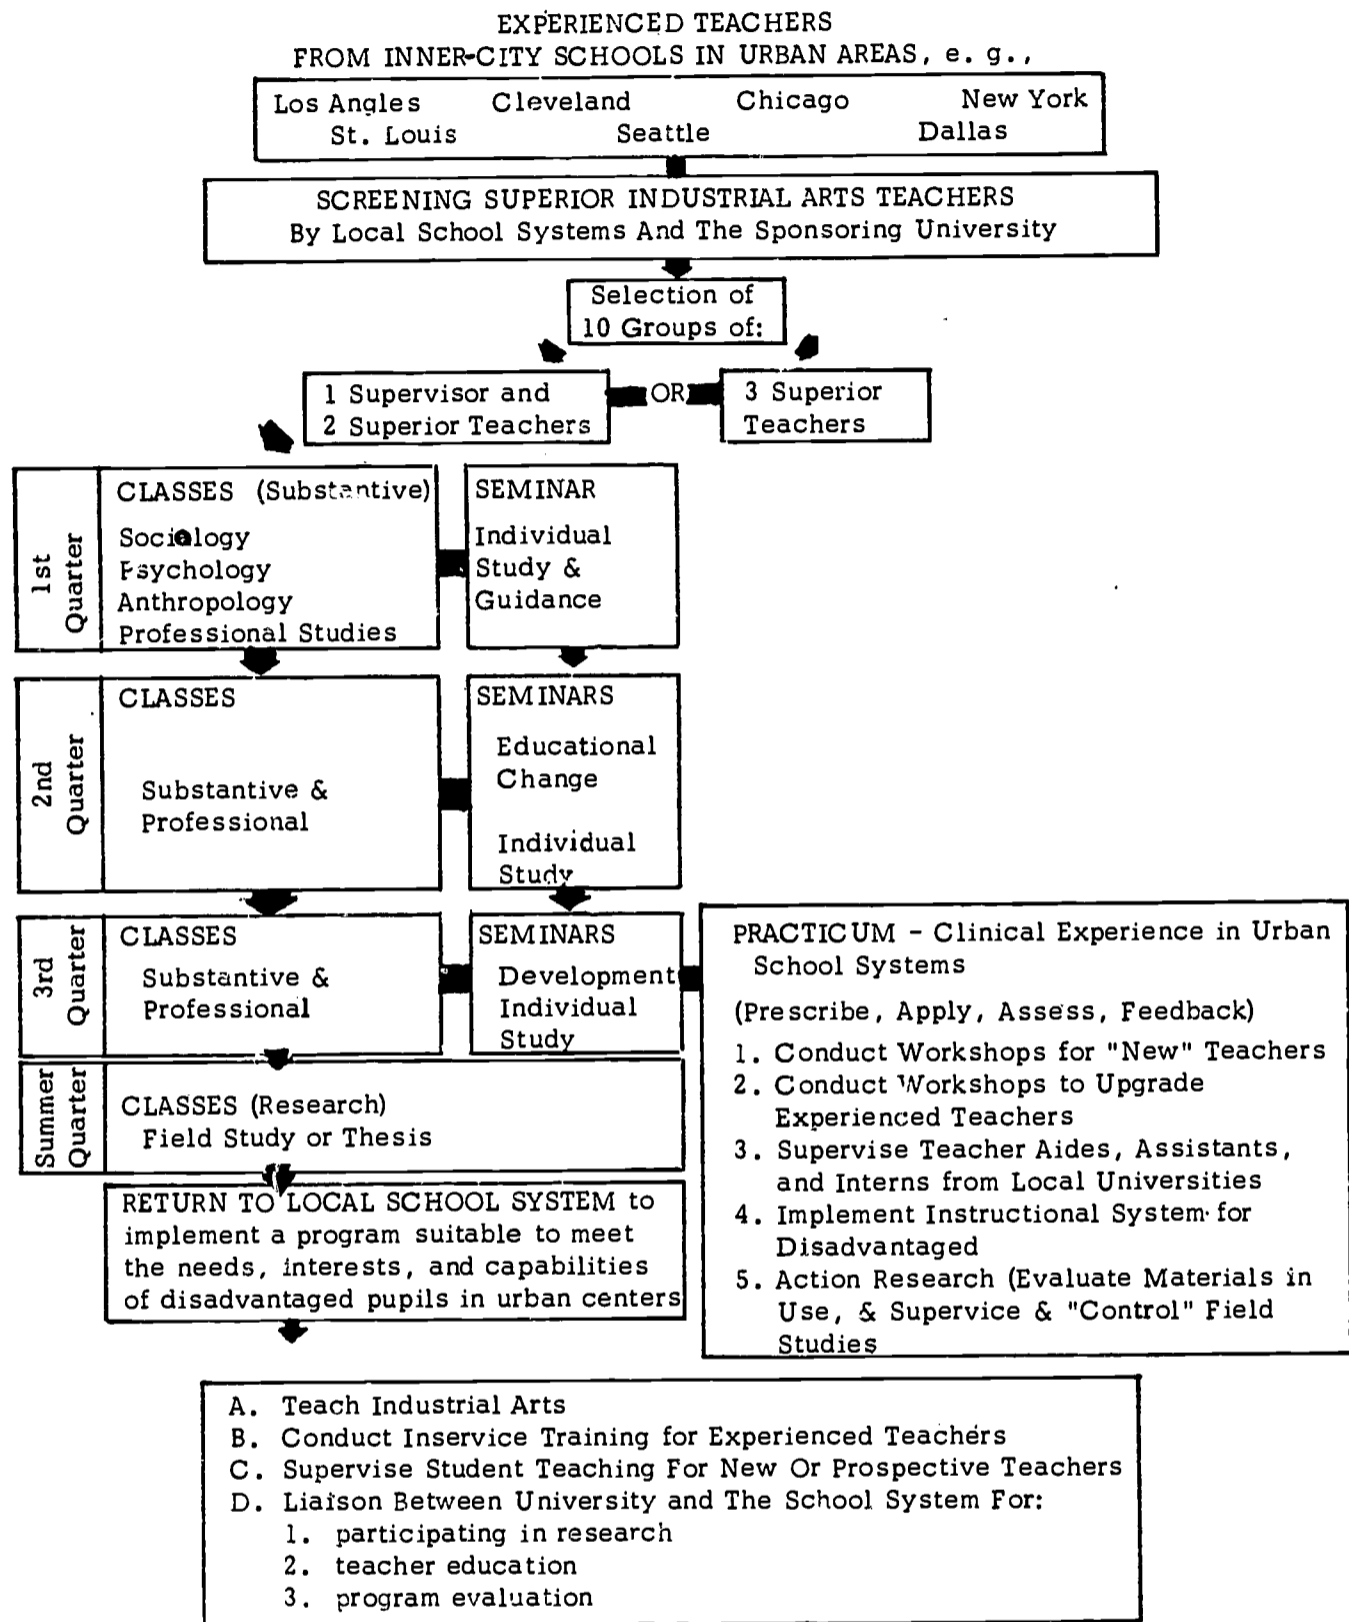 EXPERIENCED TEACHERS
FROM INNER-CITY SCHOOLS IN URBAN AREAS, e. g.,
Los Angles Cleveland Chicago New York
St. Louis Seattle Dallas
SCREENING SUPERIOR INDUSTRIAL ARTS TEACHERS
By Local School Systems And The Sponsoring University
Selection of
10 Groups of:
1 Supervisor and
2 Superior Teachers
OR
3 Superior
Teachers
1st
Quarter
CLASSES (Substantive)
Sociology
Psychology
Anthropology
Professional Studies
SEMINAR
Individual
Study &
Guidance
2nd
Quarter
CLASSES
Substantive &
Professional
SEMINARS
Educational
Change
Individual
Study
3rd
Quarter
CLASSES
Substantive &
Professional
SEMINARS
Development
Individual
Study
PRACTICUM - Clinical Experience in Urban
School Systems
(Prescribe, Apply, Assess, Feedback)
1. Conduct Workshops for "New" Teachers
2. Conduct Workshops to Upgrade
Experienced Teachers
3. Supervise Teacher Aides, Assistants,
and Interns from Local Universities
4. Implement Instructional System for
Disadvantaged
5. Action Research (Evaluate Materials in
Use, & Supervice & "Control" Field
Studies
Summer
Quarter
CLASSES (Research)
Field Study or Thesis
RETURN TO LOCAL SCHOOL SYSTEM to
implement a program suitable to meet
the needs, interests, and capabilities
of disadvantaged pupils in urban centers
A. Teach Industrial Arts
B. Conduct Inservice Training for Experienced Teachers
C. Supervise Student Teaching For New Or Prospective Teachers
D. Liaison Between University and The School System For:
1. participating in research
2. teacher education
3. program evaluation